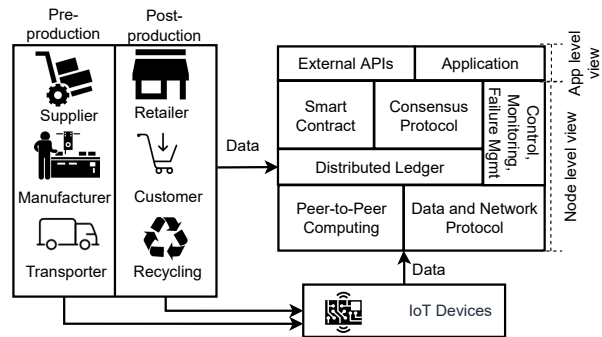 Pre-
production
Post-
production
Supplier
Manufacturer
Transporter
Retailer
Customer
Recycling
Data
External APIs
Application
Smart
Contract
Consensus
Protocol
Control,
Monitoring,
Failure Mgmt
Distributed Ledger
Peer-to-Peer
Computing
Data and Network
Protocol
App level
view
Node level view
Data
IoT Devices